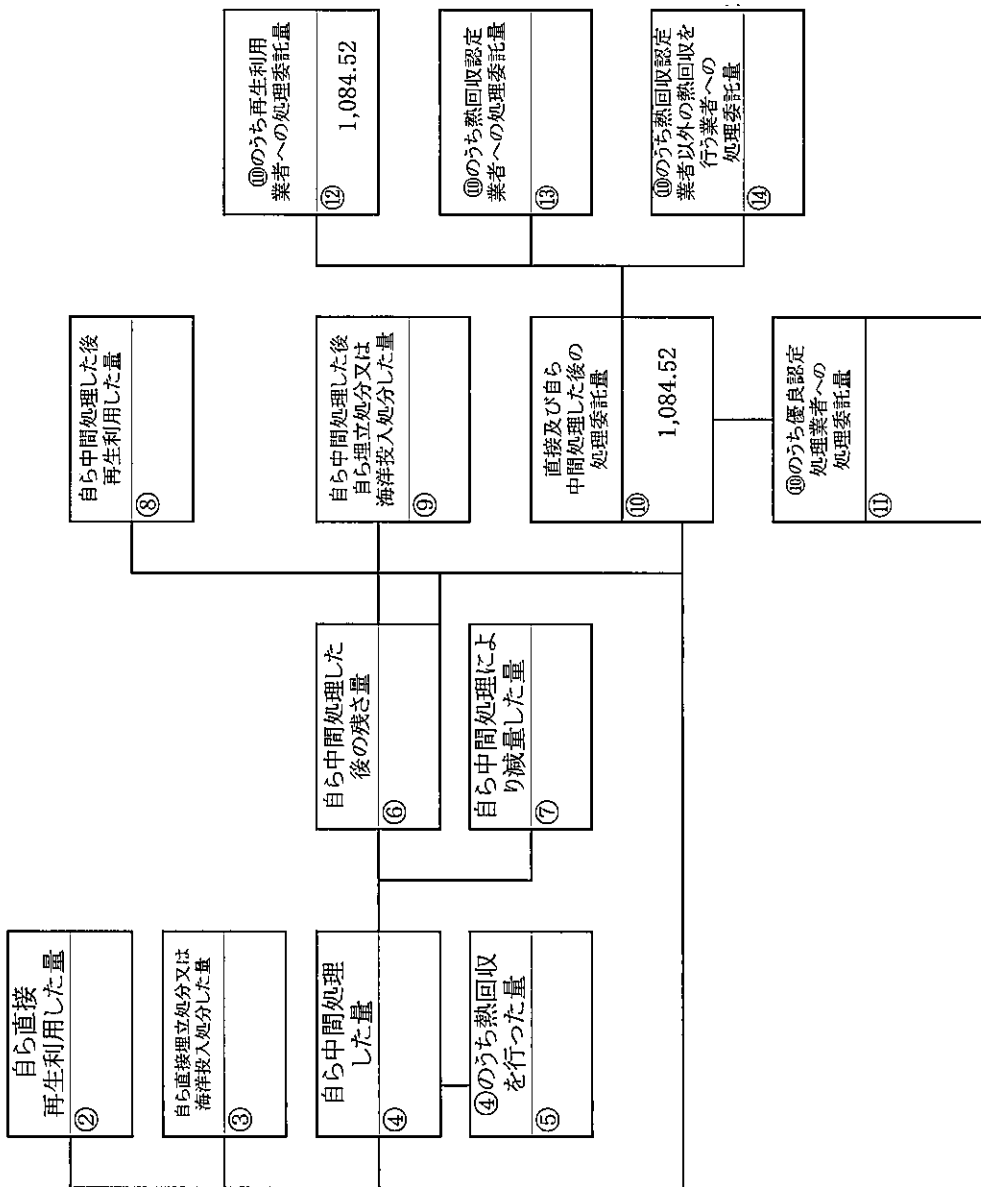 自ら直接
再生利用した量
②
自ら直接埋立処分又は
海洋投入処分した量
③
自ら中間処理
した量
④
④のうち熱回収
を行った量
⑤
自ら中間処理した
後の残さ量
⑥
自ら中間処理によ
り減量した量
⑦
自ら中間処理した後
再生利用した量
⑧
自ら中間処理した後
自ら埋立処分又は
海洋投入処分した量
⑨
直接及び自ら
中間処理した後の
処理委託量
⑩
1,084.52
⑩のうち優良認定
処理業者への
処理委託量
⑪
⑩のうち再生利用
業者への処理委託量
⑫
1,084.52
⑩のうち熱回収認定
業者への処理委託量
⑬
⑩のうち熱回収認定
業者以外の熱回収を
行う業者への
処理委託量
⑭